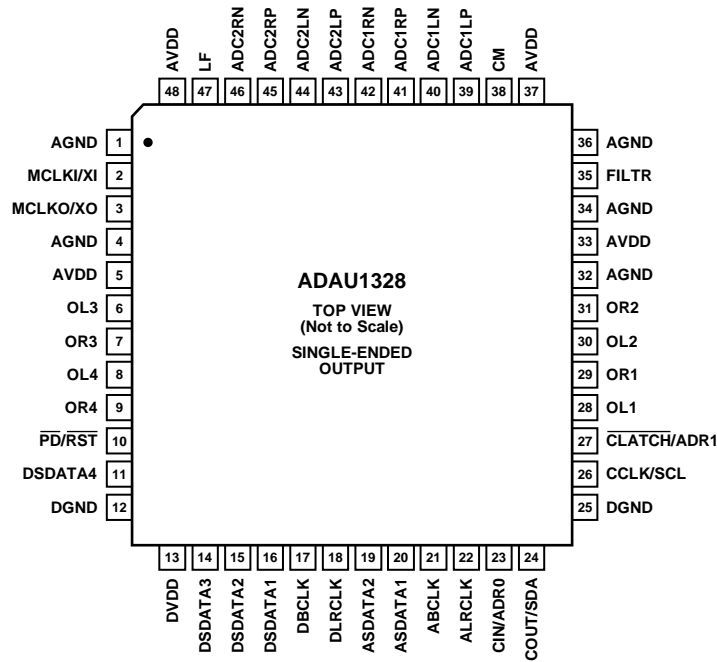 AVDD
LF
ADC2RN
ADC2RP
ADC2LN
ADC2LP
ADC1RN
ADC1RP
ADC1LN
ADC1LP
CM
AVDD
48 47 46 45 44 43 42 41 40 39 38 37
AGND 1
MCLKI/XI 2
MCLKO/XO 3
AGND 4
AVDD 5
OL3 6
OR3 7
OL4 8
OR4 9
PD/RST 10
DSDATA4 11
DGND 12
ADAU1328
TOP VIEW
(Not to Scale)
SINGLE-ENDED
OUTPUT
36 AGND
35 FILTR
34 AGND
33 AVDD
32 AGND
31 OR2
30 OL2
29 OR1
28 OL1
27 CLATCH/ADR1
26 CCLK/SCL
25 DGND
13 14 15 16 17 18 19 20 21 22 23 24
DVDD
DSDATA3
DSDATA2
DSDATA1
DBCLK
DLRCLK
ASDATA2
ASDATA1
ABCLK
ALRCLK
CIN/ADR0
COUT/SDA